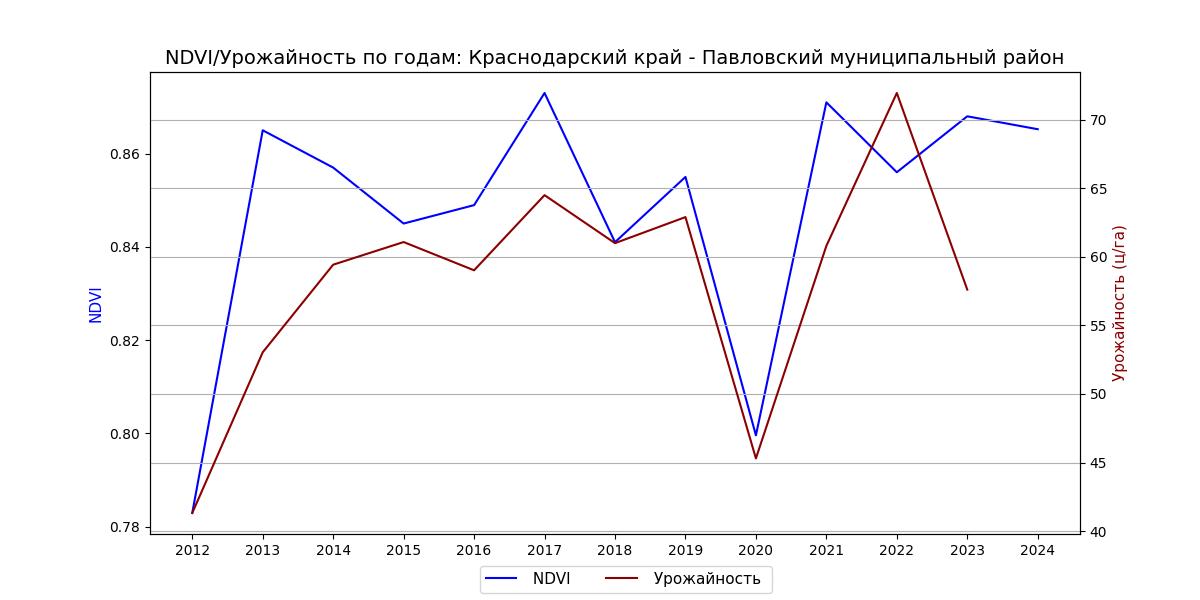 NDVI/Урожайность по годам: Краснодарский край - Павловский муниципальный район
0.86
0.84
0.82
0.80
0.78
NDVI
70
65
60
55
50
45
40
Урожайность (ц/га)
2012 2013 2014 2015 2016 2017 2018 2019 2020 2021 2022 2023 2024
NDVI Урожайность